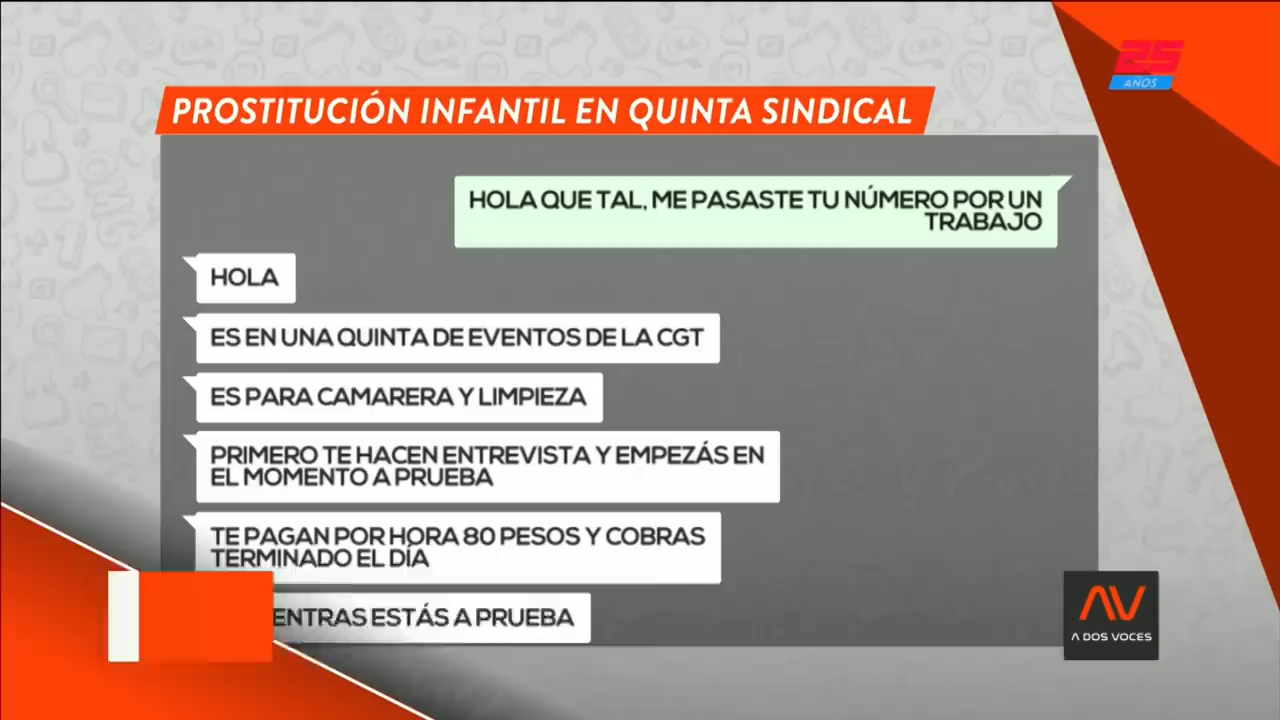 25
AÑOS
PROSTITUCIÓN INFANTIL EN QUINTA SINDICAL
HOLA QUE TAL, ME PASASTE TU NÚMERO POR UN
TRABAJO
HOLA
ES EN UNA QUINTA DE EVENTOS DE LA CGT
ES PARA CAMARERA Y LIMPIEZA
PRIMERO TE HACEN ENTREVISTA Y EMPEZÁS EN
EL MOMENTO A PRUEBA
TE PAGAN POR HORA 80 PESOS Y COBRAS
TERMINADO EL DÍA
ESTÁS A PRUEBA
A DOS VOCES